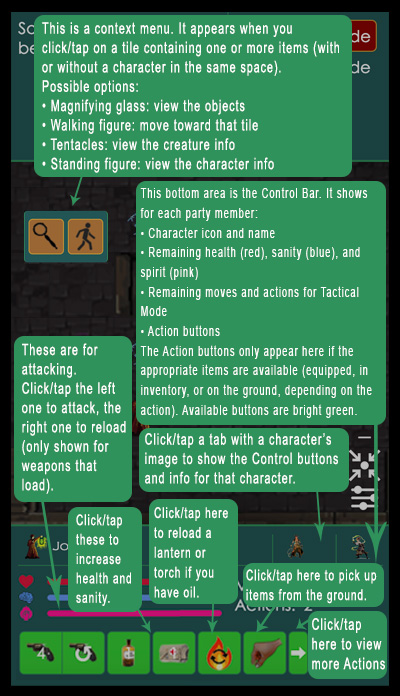 This is a context menu. It appears when you
click/tap on a tile containing one or more items (with
or without a character in the same space).
Possible options:
• Magnifying glass: view the objects
• Walking figure: move toward that tile
• Tentacles: view the creature info
• Standing figure: view the character info
So
be
de
de
This bottom area is the Control Bar. It shows
for each party member:
• Character icon and name
• Remaining health (red), sanity (blue), and
spirit (pink)
• Remaining moves and actions for Tactical
Mode
• Action buttons
The Action buttons only appear here if the
appropriate items are available (equipped, in
inventory, or on the ground, depending on the
action). Available buttons are bright green.
These are for
attacking.
Click/tap the left
one to attack, the
right one to reload
(only shown for
weapons that
load).
Click/tap a tab with a character's
image to show the Control buttons
and info for that character.
Click/tap
these to
increase
health and
sanity.
Click/tap here
to reload a
lantern or
torch if you
have oil.
Click/tap here to pick up
items from the ground.
Click/tap
here to view
more Actions
Jo
Actions: 2
4